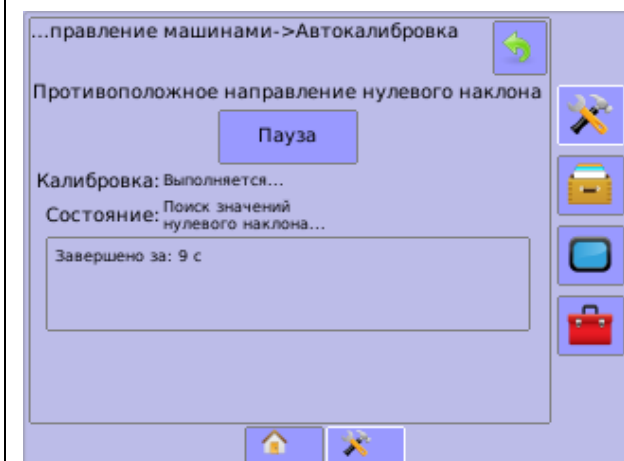 ...правление машинами->Автокалибровка
Противоположное направление нулевого наклона
Пауза
Калибровка: Выполняется...
Состояние: Поиск значений
нулевого наклона...
Завершено за: 9 с